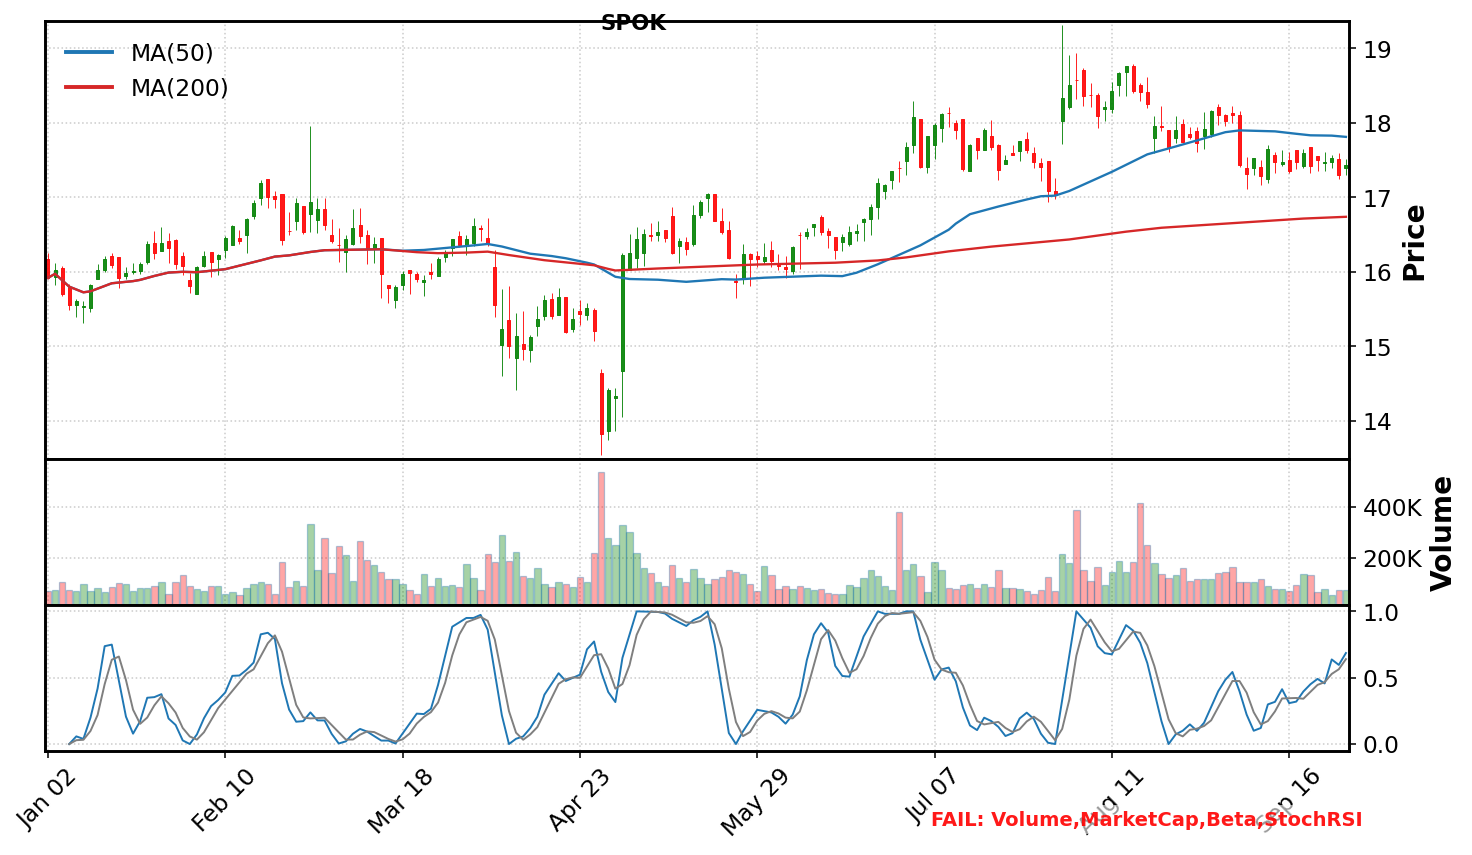 SPOK
MA(50)
MA(200)
19
18
17
16
15
14
Price
400K
200K
Volume
1.0
0.5
0.0
Jan 02
Feb 10
Mar 18
Apr 23
May 29
Jul 07
Aug 11
Sep 16
FAIL: Volume,MarketCap,Beta,StochRSI